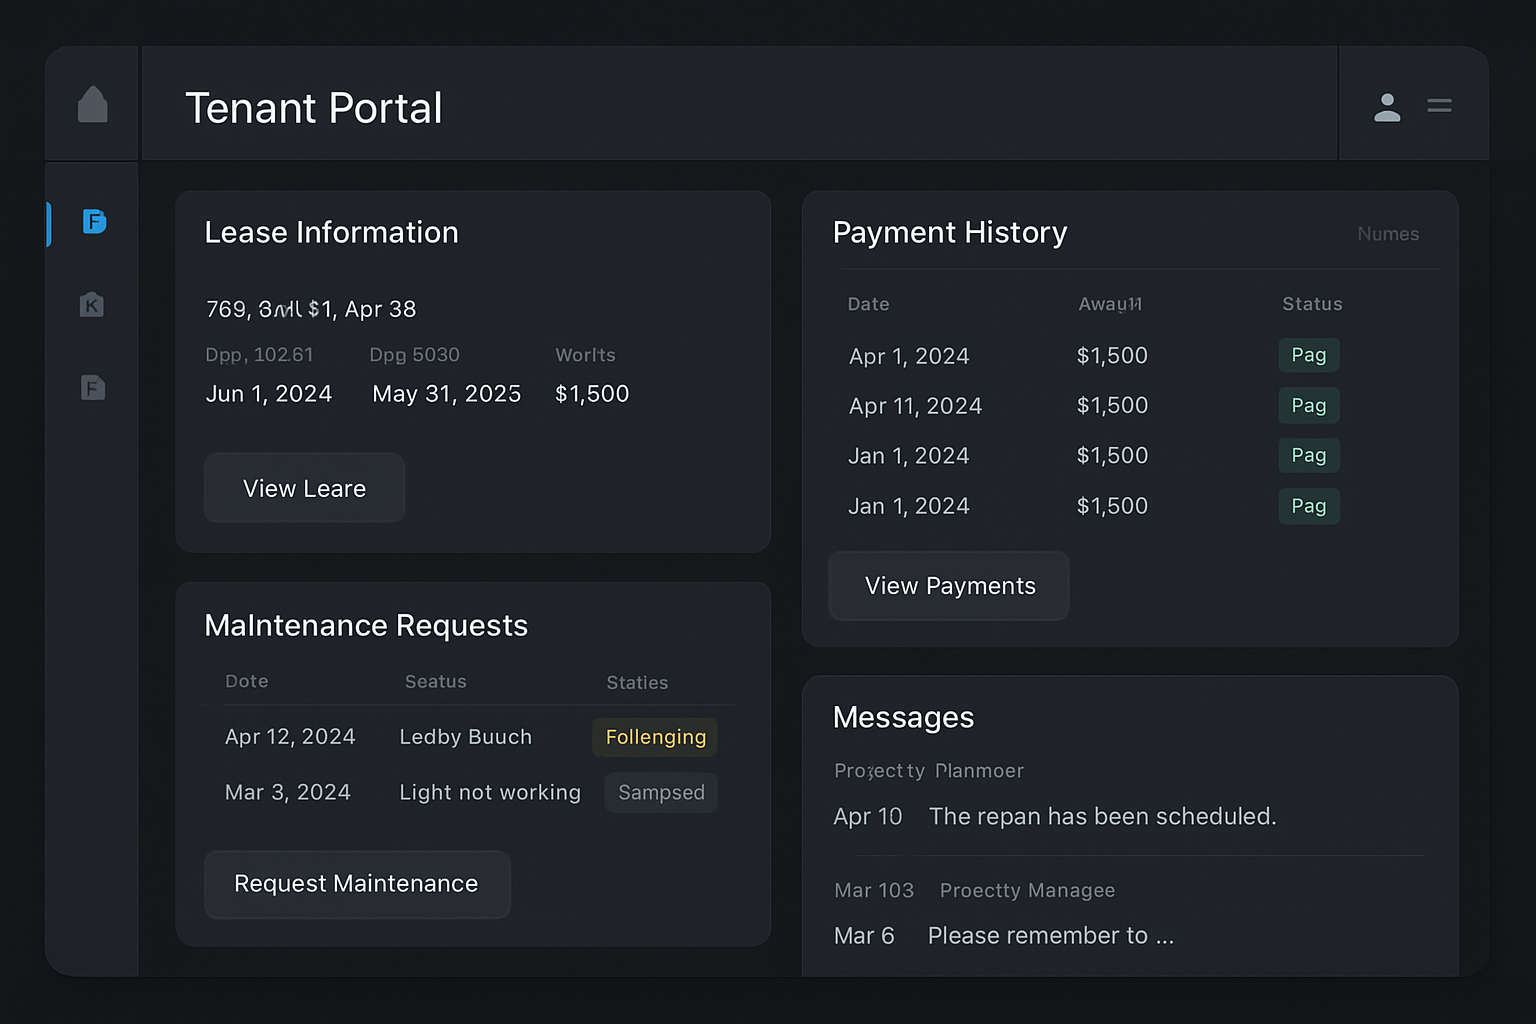 Tenant Portal
F
K
F
Lease Information
769, $1, Apr 38
Dpp, 102.61 Dpg 5030 Worlts
Jun 1, 2024 May 31, 2025 $1,500
View Leare
MaIntenance Requests
Dote Seatus Staties
Apr 12, 2024 Ledby Buuch Follenging
Mar 3, 2024 Light not working Sampsed
Request Maintenance
Payment History Numes
Date Status
Apr 1, 2024 $1,500 Pag
Apr 11, 2024 $1,500 Pag
Jan 1, 2024 $1,500 Pag
Jan 1, 2024 $1,500 Pag
View Payments
Messages
Planmoer
Apr 10 The repan has been scheduled.
Mar 103 Proectty Managee
Mar 6 Please remember to ...